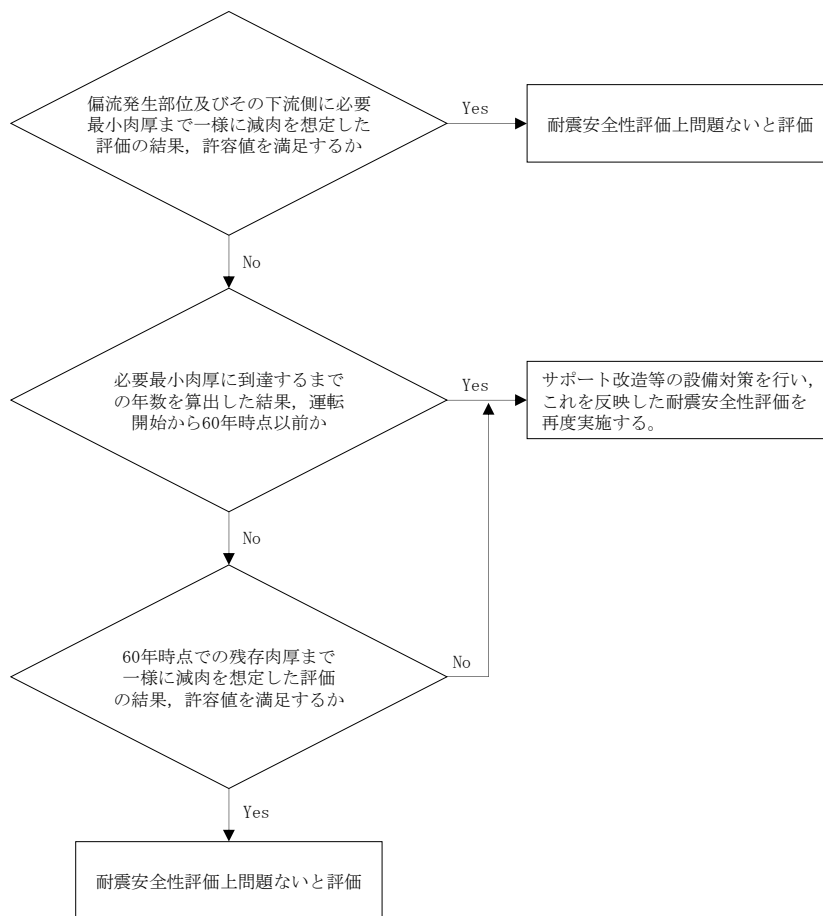 偏流発生部位及びその下流側に必要
最小肉厚まで一様に減肉を想定した
評価の結果，許容値を満足するか
Yes
耐震安全性評価上問題ないと評価
No
必要最小肉厚に到達するまで
の年数を算出した結果，運転
開始から60年時点以前か
Yes
サポート改造等の設備対策を行い，
これを反映した耐震安全性評価を
再度実施する。
No
60年時点での残存肉厚まで
一様に減肉を想定した評価
の結果，許容値を満足するか
No
Yes
耐震安全性評価上問題ないと評価